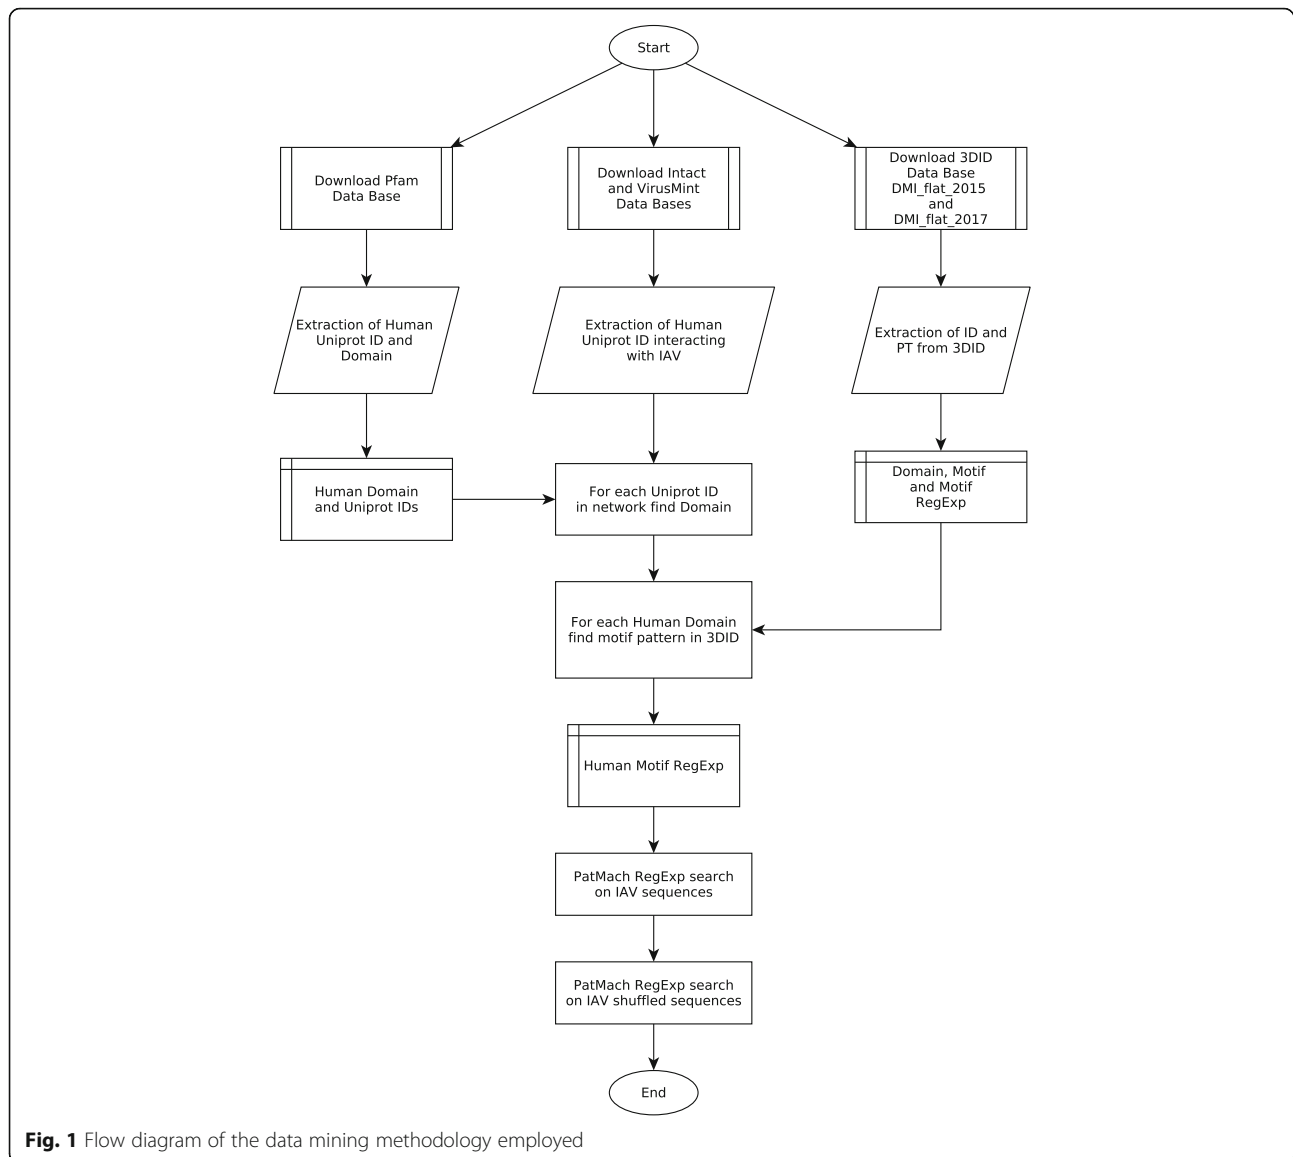 Start
Download Pfam
Data Base
Download Intact
and VirusMint
Data Bases
Download 3DID
Data Base
DMI_flat_2015
and
DMI_flat_2017
Extraction of Human
Uniprot ID and
Domain
Extraction of Human
Uniprot ID interacting
with IAV
Extraction of ID and
PT from 3DID
Human Domain
and Uniprot IDs
For each Uniprot ID
in network find Domain
Domain, Motif
and Motif
RegExp
For each Human Domain
find motif pattern in 3DID
Human Motif RegExp
PatMach RegExp search
on IAV sequences
PatMach RegExp search
on IAV shuffled sequences
End
Fig. 1 Flow diagram of the data mining methodology employed